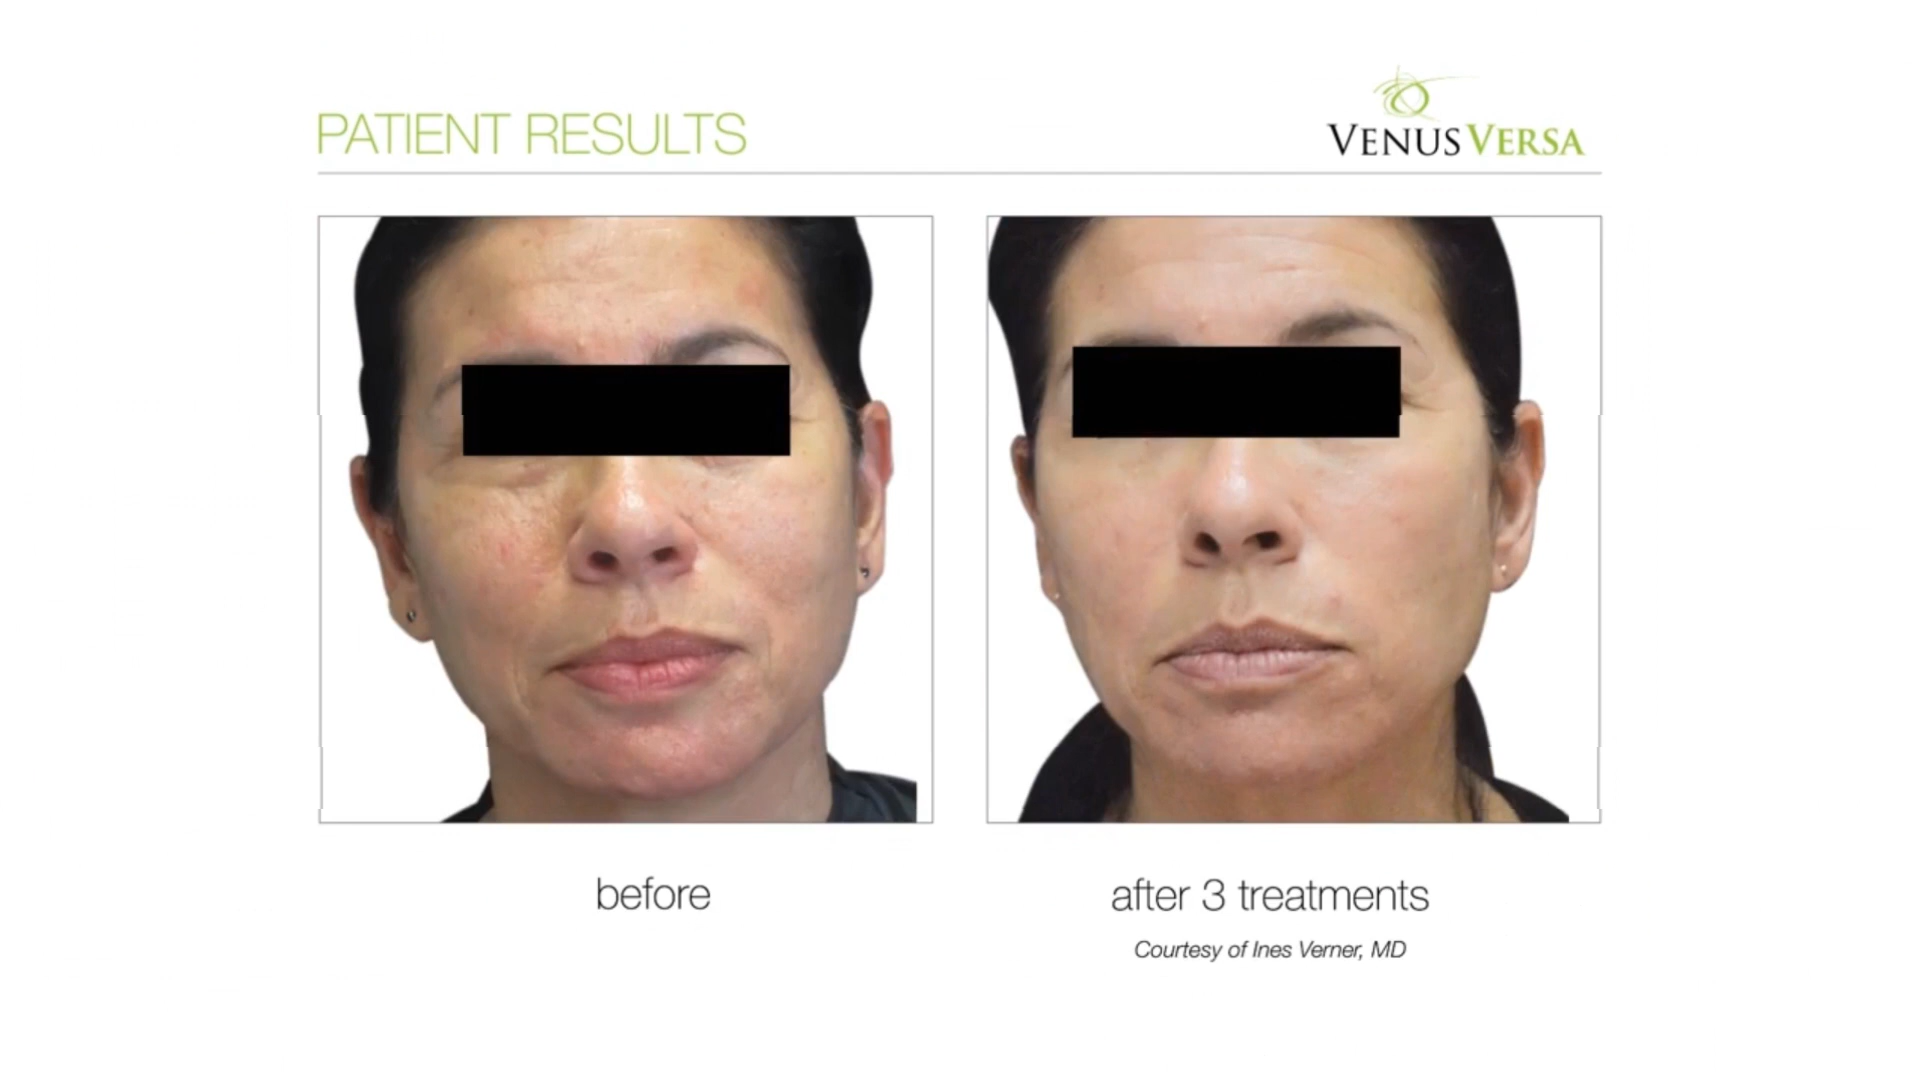 PATIENT RESULTS
VENUS VERSA
before
after 3 treatments
Courtesy of Ines Verner, MD